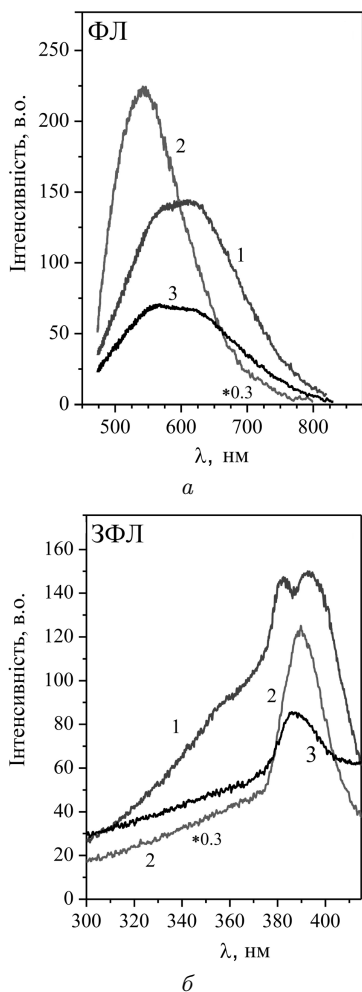 ФЛ
Інтенсивність, в.о.
250
200
150
100
50
0
2
1
3
*0.3
500 600 700 800
λ, нм
а
ЗФЛ
Інтенсивність, в.о.
160
140
120
100
80
60
40
20
0
1
2
3
*0.3
2
300 320 340 360 380 400
λ, нм
б